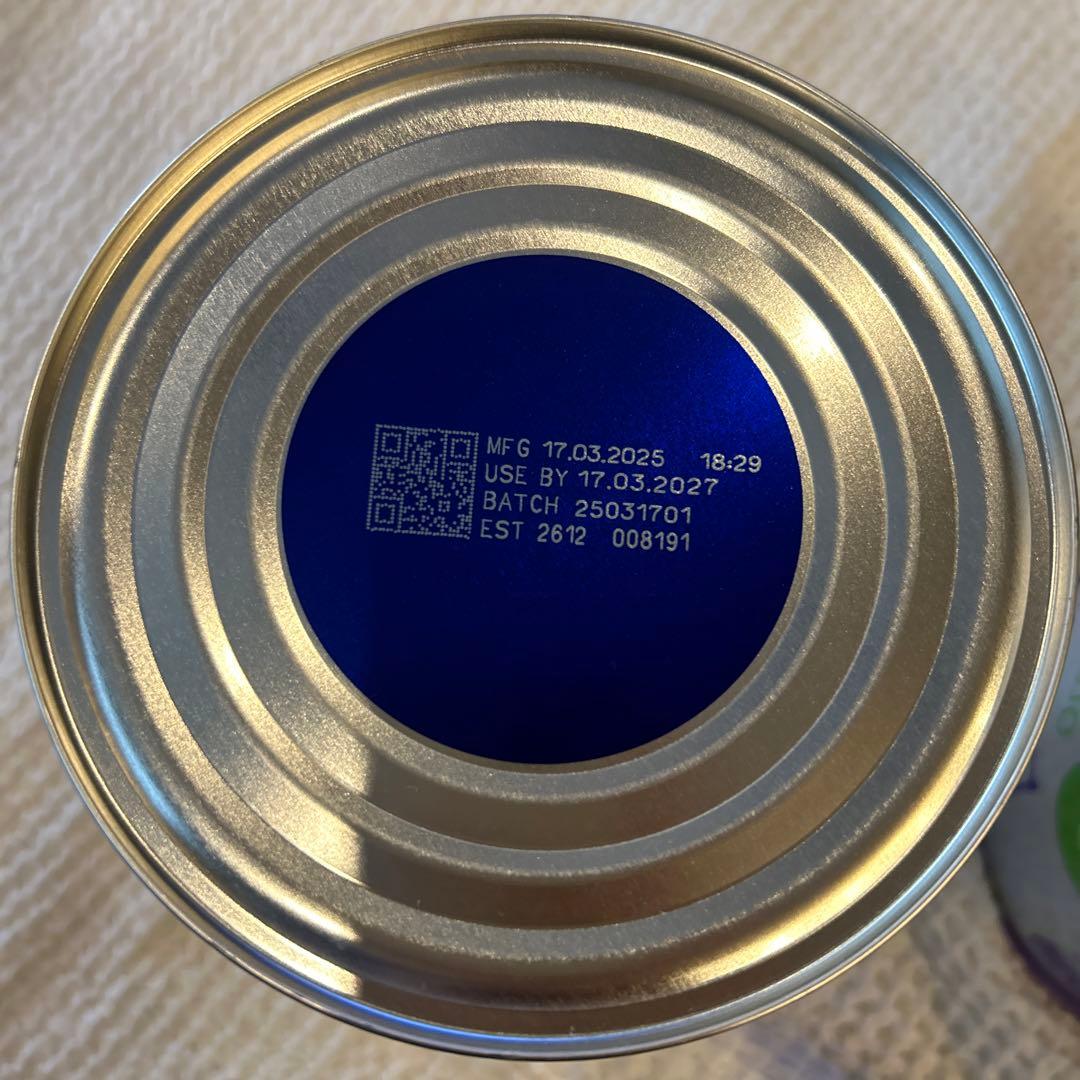 MFG 17.03.2025 18:29
USE BY 17.03.2027
BATCH 25031701
EST 2612 008191